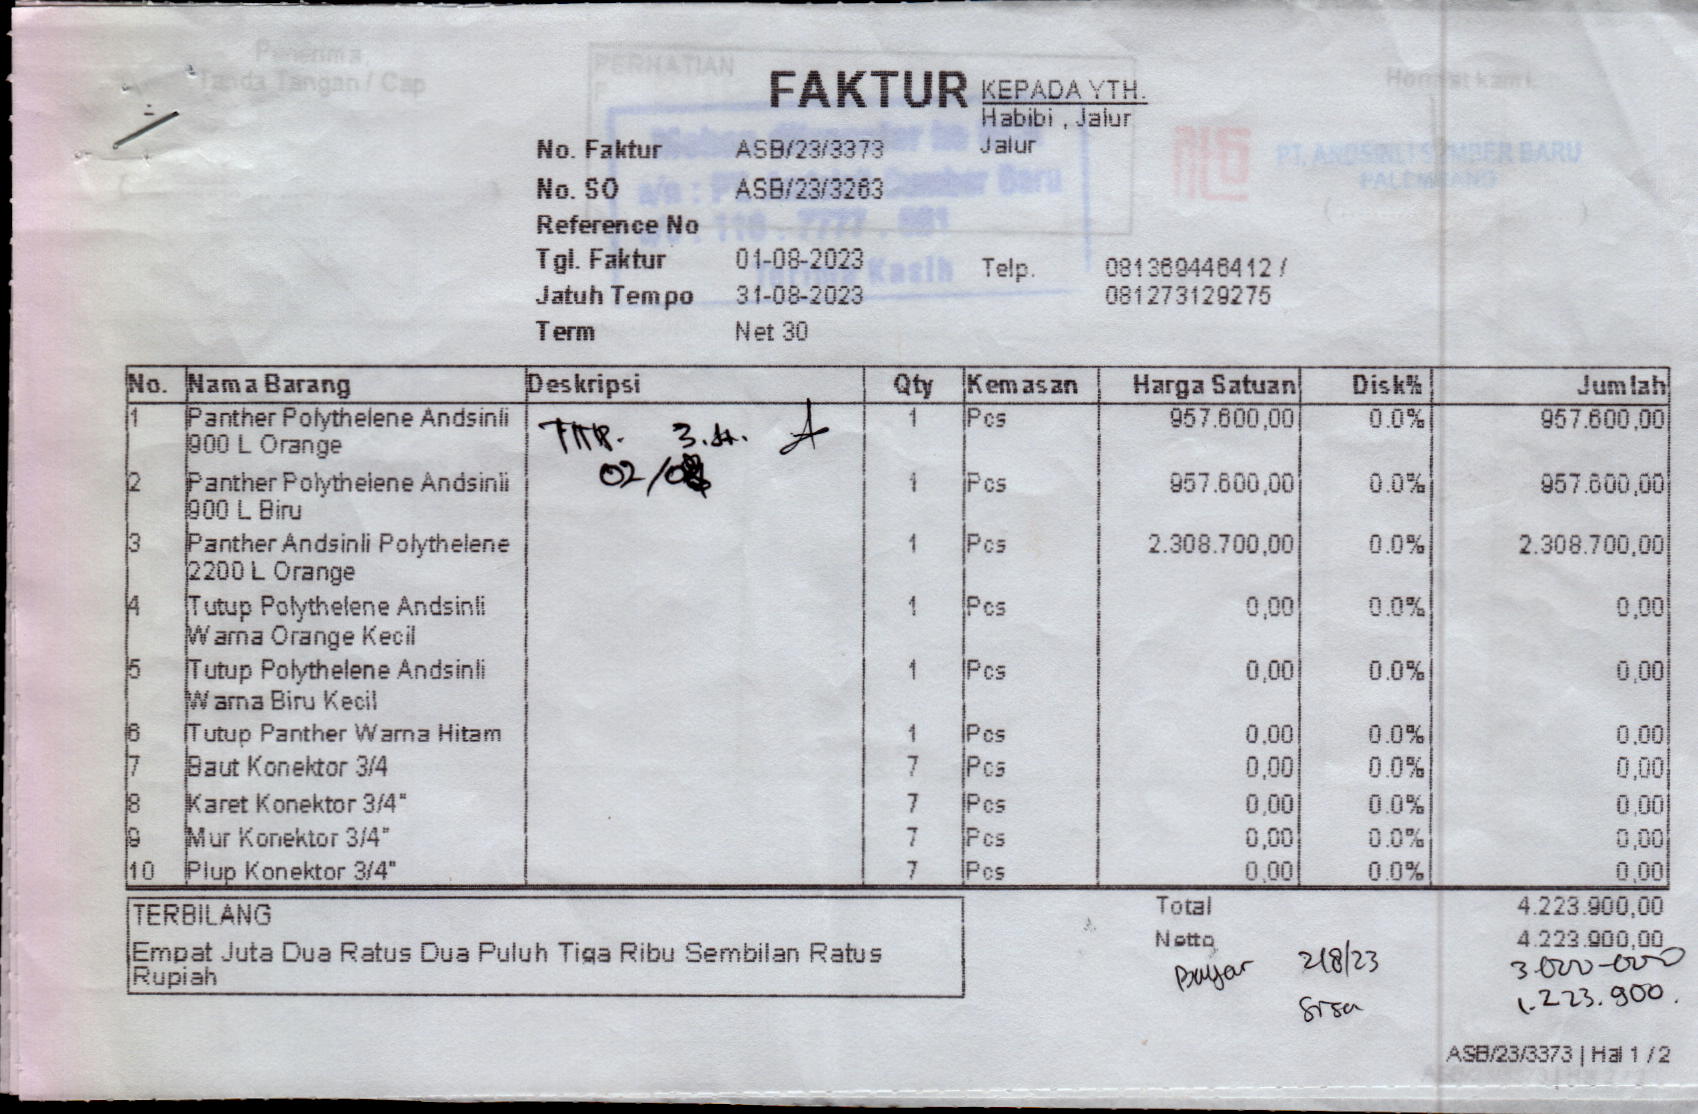 Penerima,
Tanda Tangan / Cap
PERHATIAN
FAKTUR
KEPADA YTH.
Habibi , Jalur
Jalur
Hormat kami
PT. ANDSINLI SUMBER BARU
PALEMBANG
No. Faktur ASB/23/3373
No. SO ASB/23/3263
Reference No
Tgl. Faktur 01-08-2023
Jatuh Tempo 31-08-2023
Term Net 30
Terima Kasih
Telp. 081369446412 /
081273129275
No. Nama Barang Deskripsi Qty Kemasan Harga Satuan Disk% Jumlah
1 Panther Polythelene Andsinli 1 Pcs 957.600,00 0.0% 957.600,00
900 L Orange
02/08
2 Panther Polythelene Andsinli 1 Pcs 957.600,00 0.0% 957.600,00
900 L Biru
3 Panther Andsinli Polythelene 1 Pcs 2.308.700,00 0.0% 2.308.700,00
2200 L Orange
4 Tutup Polythelene Andsinli 1 Pcs 0,00 0.0% 0,00
Warna Orange Kecil
5 Tutup Polythelene Andsinli 1 Pcs 0,00 0.0% 0,00
Warna Biru Kecil
6 Tutup Panther Warna Hitam 1 Pcs 0,00 0.0% 0,00
7 Baut Konektor 3/4 7 Pcs 0,00 0.0% 0,00
8 Karet Konektor 3/4" 7 Pcs 0,00 0.0% 0,00
9 Mur Konektor 3/4" 7 Pcs 0,00 0.0% 0,00
10 Plup Konektor 3/4" 7 Pcs 0,00 0.0% 0,00
TERBILANG
Empat Juta Dua Ratus Dua Puluh Tiga Ribu Sembilan Ratus
Rupiah
Total 4.223.900,00
Netto 4.223.900,00
Bayar 2/8/23 3.000.000
Sisa 1.223.900.
ASB/23/3373 | Hal 1 / 2